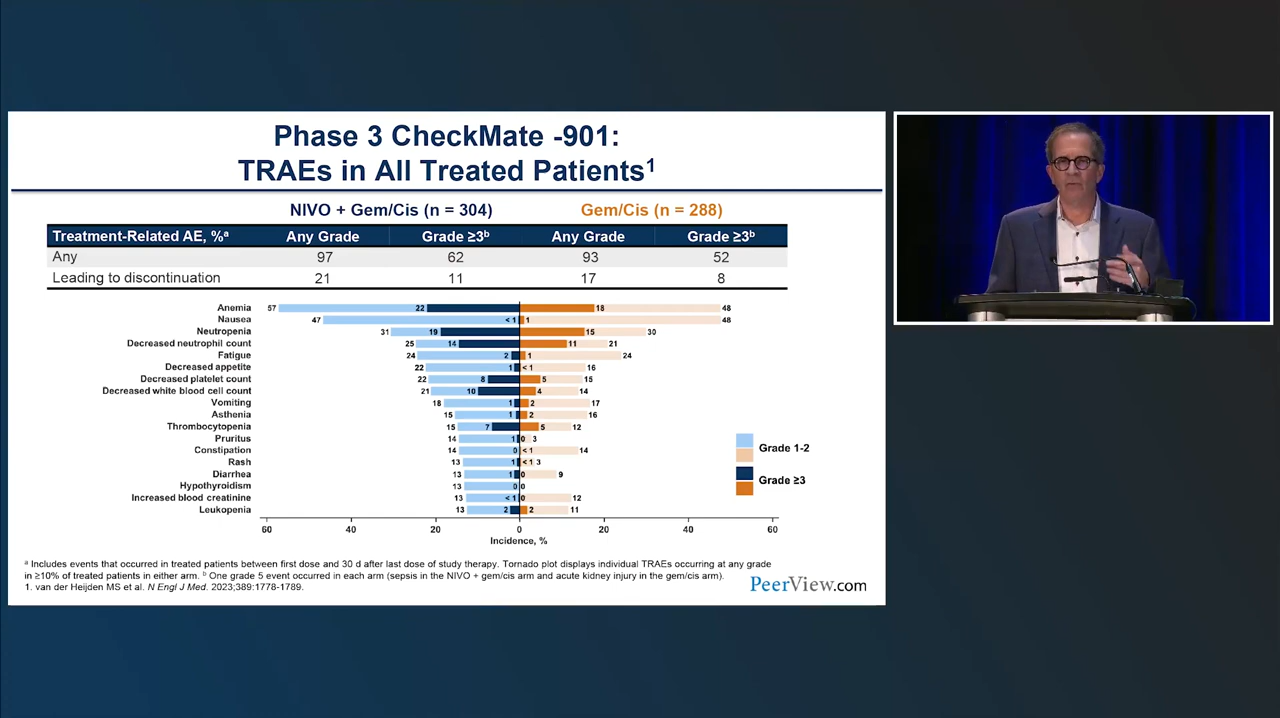 Phase 3 CheckMate -901:
TRAEs in All Treated Patients1
NIVO + Gem/Cis (n = 304) Gem/Cis (n = 288)
Treatment-Related AE, %a Any Grade Grade ≥3b Any Grade Grade ≥3b
Any 97 62 93 52
Leading to discontinuation 21 11 17 8
Anemia 57 22 18 48
Nausea 47 < 1 1 48
Neutropenia 31 19 15 30
Decreased neutrophil count 25 14 11 21
Fatigue 24 2 1 24
Decreased appetite 22 1 < 1 16
Decreased platelet count 22 8 5 15
Decreased white blood cell count 21 10 4 14
Vomiting 18 1 2 17
Asthenia 15 1 2 16
Thrombocytopenia 15 7 5 12
Pruritus 14 1 0 3
Constipation 14 0 < 1 14
Rash 13 1 < 1 3
Diarrhea 13 1 0 9
Hypothyroidism 13 0 0
Increased blood creatinine 13 < 1 0 12
Leukopenia 13 2 2 11
Grade 1-2
Grade ≥3
60 40 20 0 20 40 60
Incidence, %
a Includes events that occurred in treated patients between first dose and 30 d after last dose of study therapy. Tornado plot displays individual TRAEs occurring at any grade
in ≥10% of treated patients in either arm. b One grade 5 event occurred in each arm (sepsis in the NIVO + gem/cis arm and acute kidney injury in the gem/cis arm).
1. van der Heijden MS et al. N Engl J Med. 2023;389:1778-1789.
PeerView.com